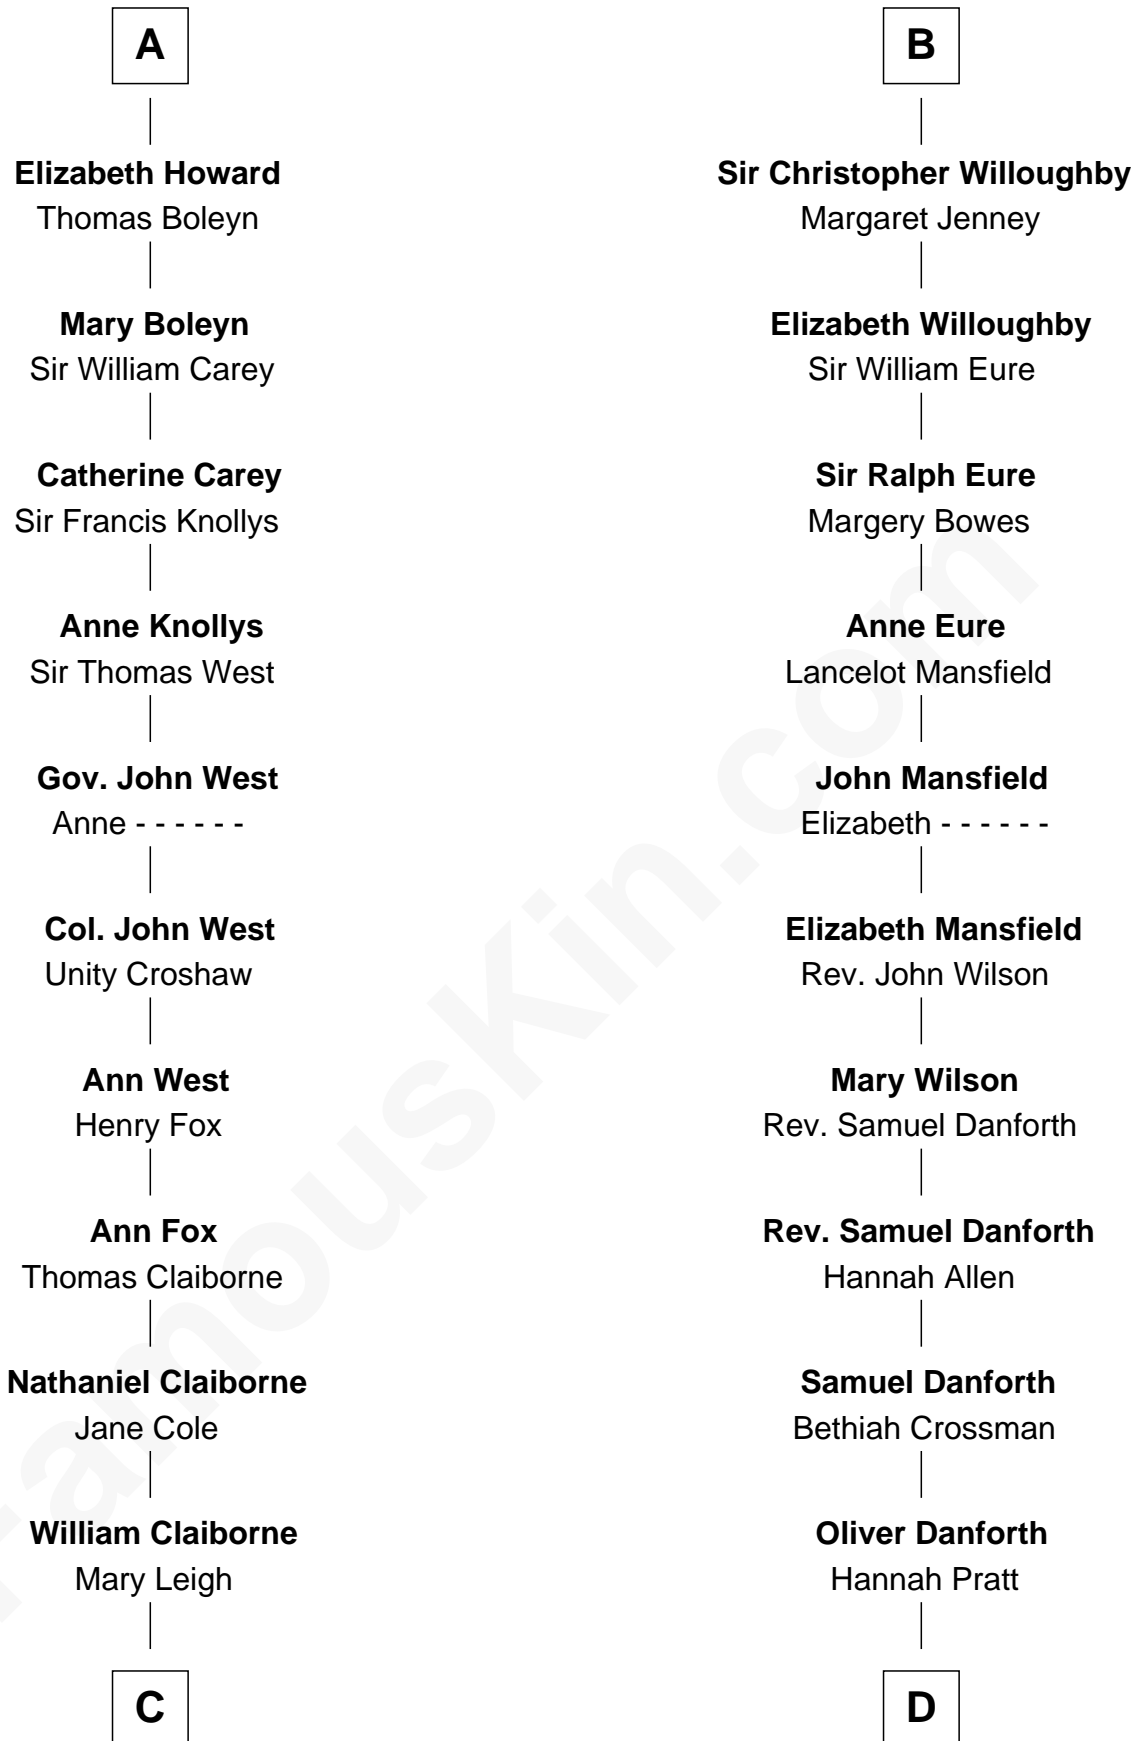 A
Elizabeth Howard
Thomas Boleyn
Mary Boleyn
Sir William Carey
Catherine Carey
Sir Francis Knollys
Anne Knollys
Sir Thomas West
Gov. John West
Anne - - - - - -
Col. John West
Unity Croshaw
Ann West
Henry Fox
Ann Fox
Thomas Claiborne
Nathaniel Claiborne
Jane Cole
William Claiborne
Mary Leigh
C
B
Sir Christopher Willoughby
Margaret Jenney
Elizabeth Willoughby
Sir William Eure
Sir Ralph Eure
Margery Bowes
Anne Eure
Lancelot Mansfield
John Mansfield
Elizabeth - - - - - -
Elizabeth Mansfield
Rev. John Wilson
Mary Wilson
Rev. Samuel Danforth
Rev. Samuel Danforth
Hannah Allen
Samuel Danforth
Bethiah Crossman
Oliver Danforth
Hannah Pratt
D
FamousKin.com